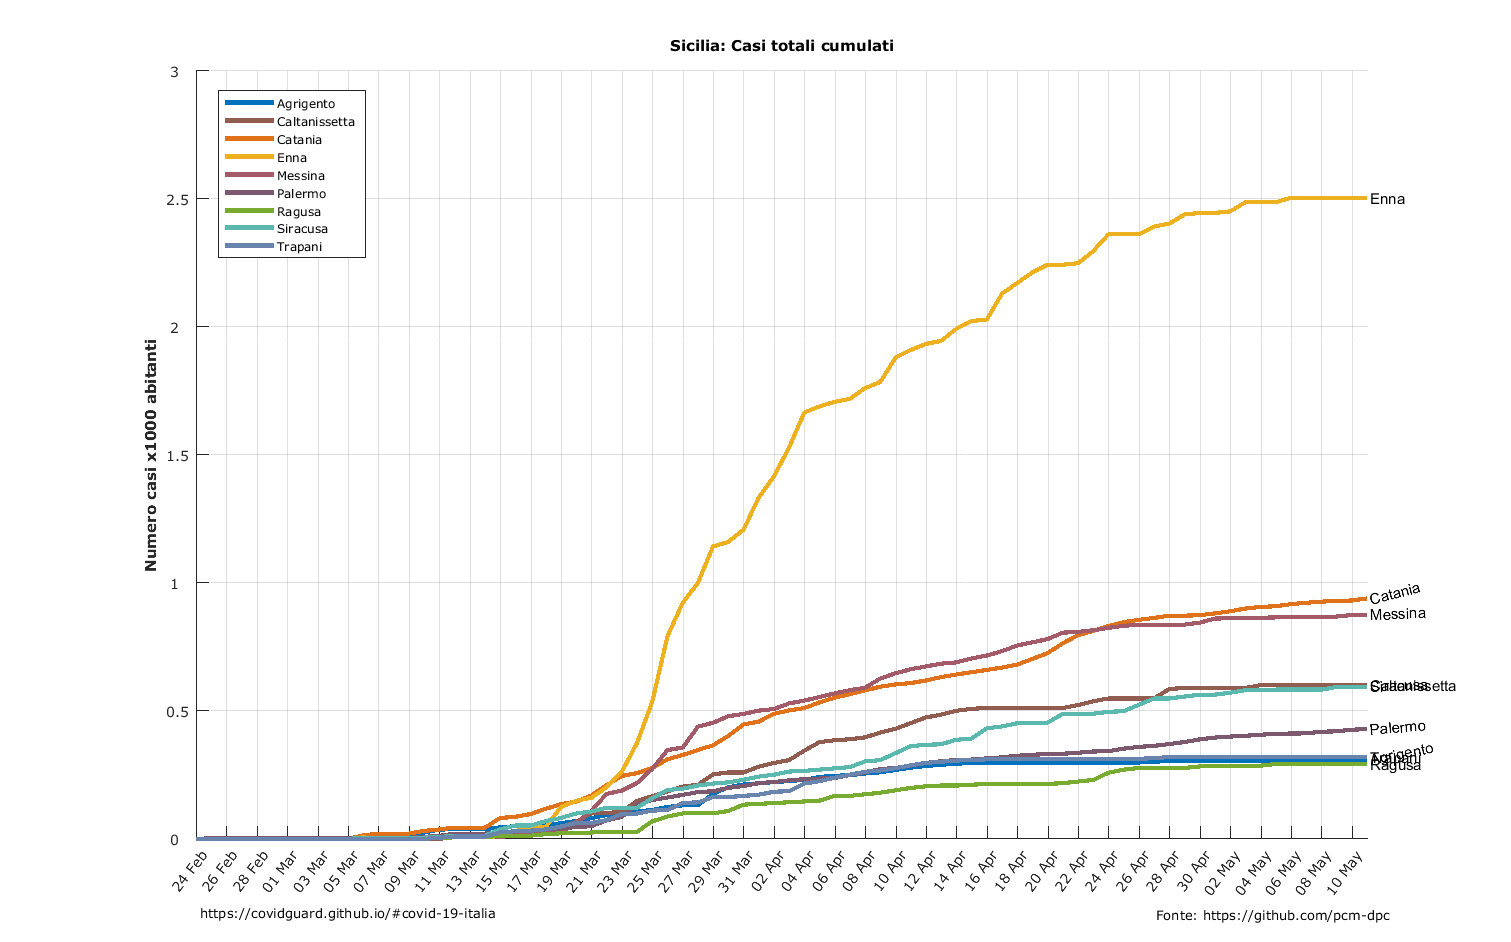 Sicilia: Casi totali cumulati
3
2.5
2
1.5
1
0.5
0
Numero casi x1000 abitanti
Agrigento
Caltanissetta
Catania
Enna
Messina
Palermo
Ragusa
Siracusa
Trapani
Enna
Catania
Messina
Siracusa
Caltanissetta
Palermo
Agrigento
Trapani
Ragusa
24 Feb
26 Feb
28 Feb
01 Mar
03 Mar
05 Mar
07 Mar
09 Mar
11 Mar
13 Mar
15 Mar
17 Mar
19 Mar
21 Mar
23 Mar
25 Mar
27 Mar
29 Mar
31 Mar
02 Apr
04 Apr
06 Apr
08 Apr
10 Apr
12 Apr
14 Apr
16 Apr
18 Apr
20 Apr
22 Apr
24 Apr
26 Apr
28 Apr
30 Apr
02 May
04 May
06 May
08 May
10 May
https://covidguard.github.io/#covid-19-italia
Fonte: https://github.com/pcm-dpc